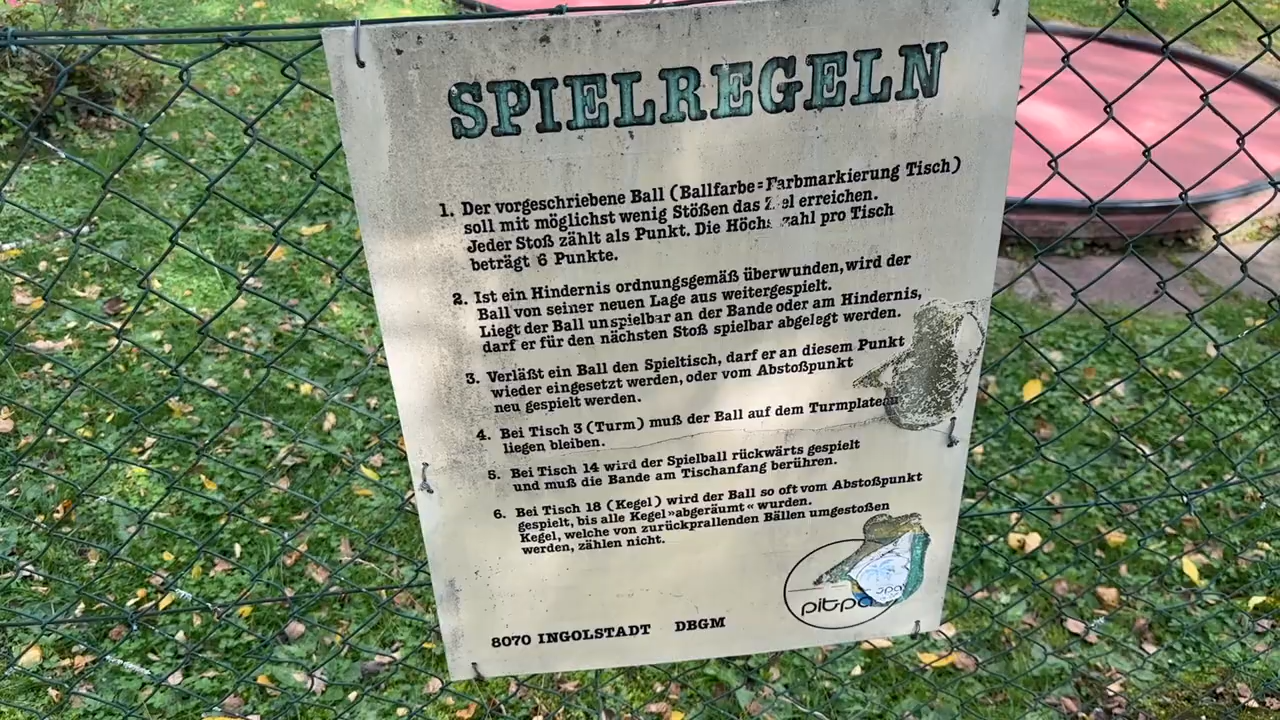 SPIELREGELN
1. Der vorgeschriebene Ball (Ballfarbe=Farbmarkierung Tisch)
soll mit möglichst wenig Stößen das Ziel erreichen.
Jeder Stoß zählt als Punkt. Die Höchstzahl pro Tisch
beträgt 6 Punkte.
2. Ist ein Hindernis ordnungsgemäß überwunden, wird der
Ball von seiner neuen Lage aus weitergespielt.
Liegt der Ball unspielbar an der Bande oder am Hindernis,
darf er für den nächsten Stoß spielbar abgelegt werden.
3. Verläßt ein Ball den Spieltisch, darf er an diesem Punkt
wieder eingesetzt werden, oder vom Abstoßpunkt
neu gespielt werden.
4. Bei Tisch 3 (Turm) muß der Ball auf dem Turmplateau
liegen bleiben.
5. Bei Tisch 14 wird der Spielball rückwärts gespielt
und muß die Bande am Tischanfang berühren.
6. Bei Tisch 18 (Kegel) wird der Ball so oft vom Abstoßpunkt
gespielt, bis alle Kegel »abgeräumt« wurden.
Kegel, welche von zurückprallenden Bällen umgestoßen
werden, zählen nicht.
8070 INGOLSTADT DBGM